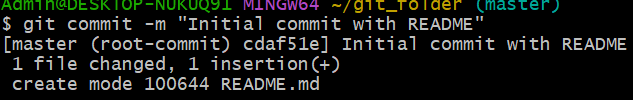 Admin@DESKTOP-NUKUQ91 MINGW64 ~/git_folder (master)
$ git commit -m "Initial commit with README"
[master (root-commit) cdaf51e] Initial commit with README
 1 file changed, 1 insertion(+)
 create mode 100644 README.md